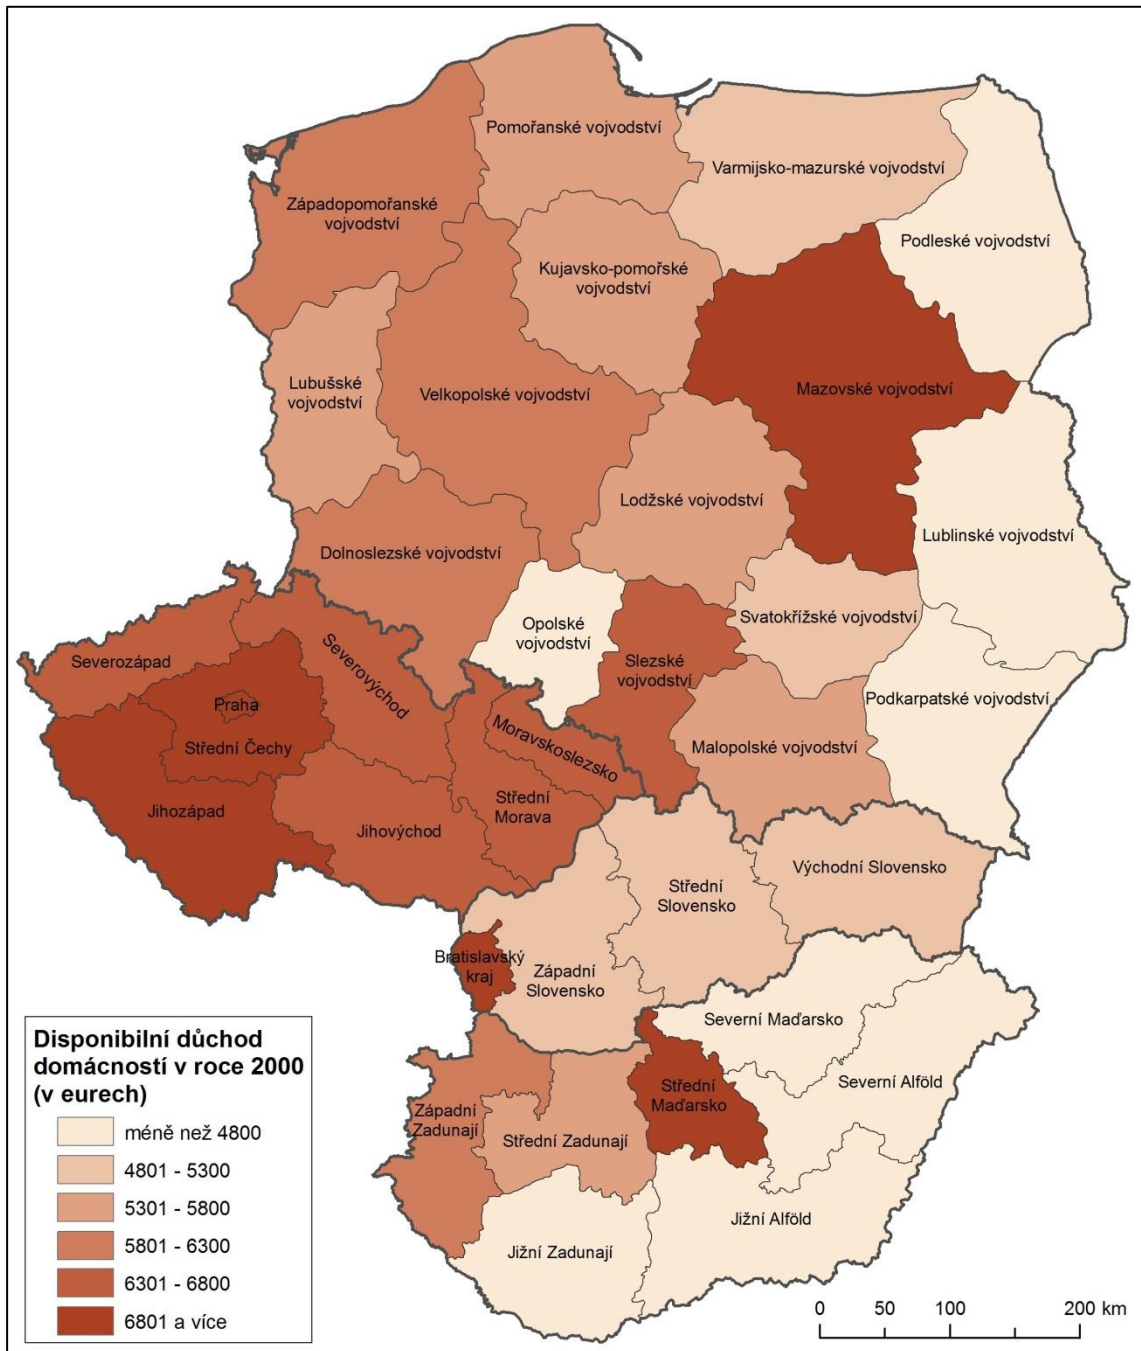 Pomořanské vojvodství
Varmijsko-mazurské vojvodství
Západopomořanské
vojvodství
Podleské vojvodství
Kujavsko-pomořské
vojvodství
Lubušské
vojvodství
Velkopolské vojvodství
Mazovské vojvodství
Lodžské vojvodství
Dolnoslezské vojvodství
Lublinské vojvodství
Opolské
vojvodství
Svatokřížské vojvodství
Severozápad
Severovýchod
Slezské
vojvodství
Podkarpatské vojvodství
Praha
Střední Čechy
Moravskoslezsko
Malopolské vojvodství
Jihozápad
Jihovýchod
Střední
Morava
Východní Slovensko
Střední
Slovensko
Bratislavský
kraj
Západní
Slovensko
Severní Maďarsko
Severní Alföld
Střední
Maďarsko
Západní
Zadunají
Střední Zadunají
Jižní Alföld
Jižní Zadunají
Disponibilní důchod
domácností v roce 2000
(v eurech)
méně než 4800
4801 - 5300
5301 - 5800
5801 - 6300
6301 - 6800
6801 a více
0 50 100 200 km